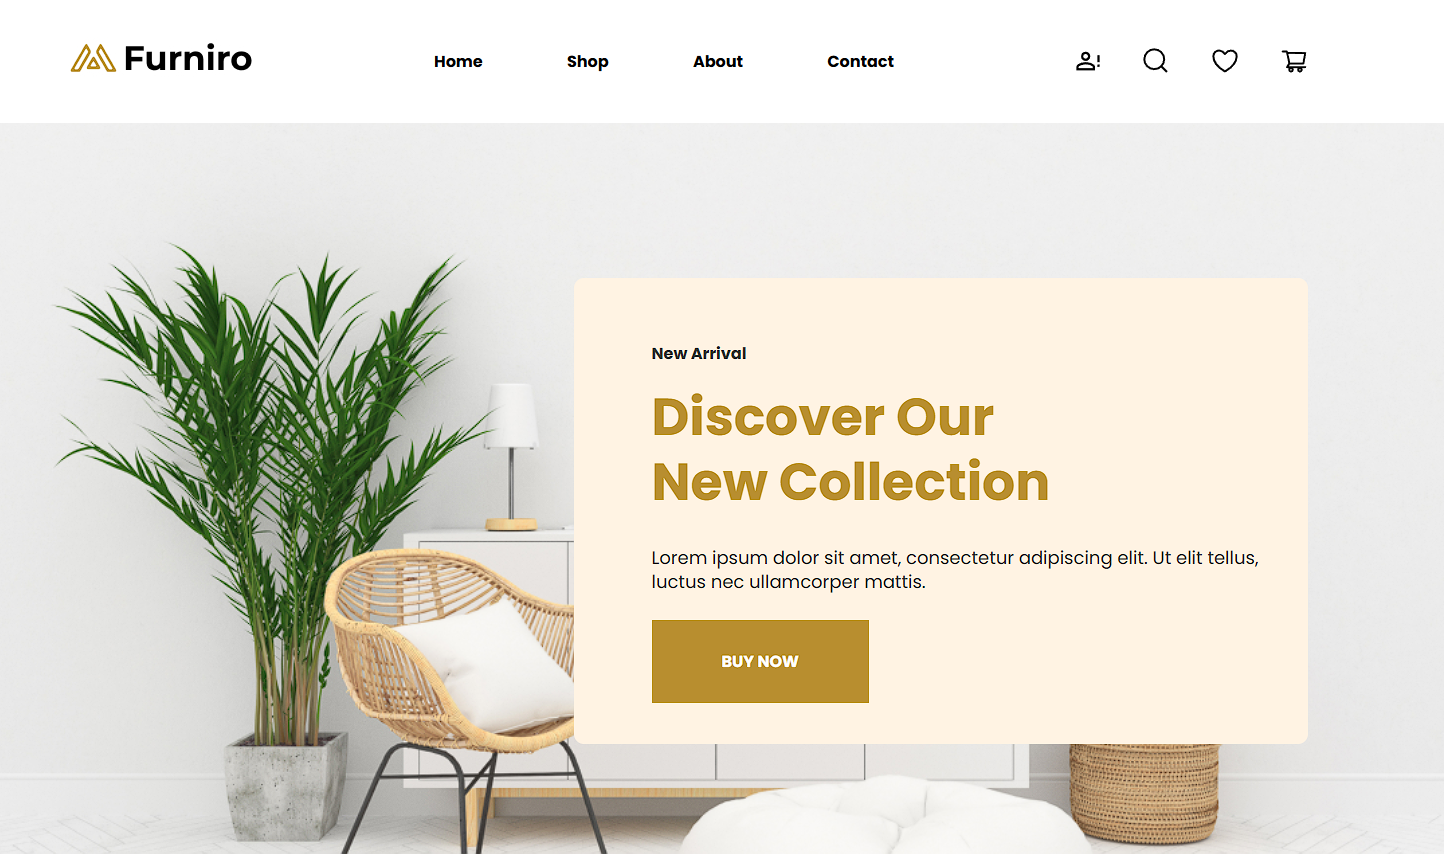 Furniro
Home
Shop
About
Contact
New Arrival
Discover Our
New Collection
Lorem ipsum dolor sit amet, consectetur adipiscing elit. Ut elit tellus,
luctus nec ullamcorper mattis.
BUY NOW